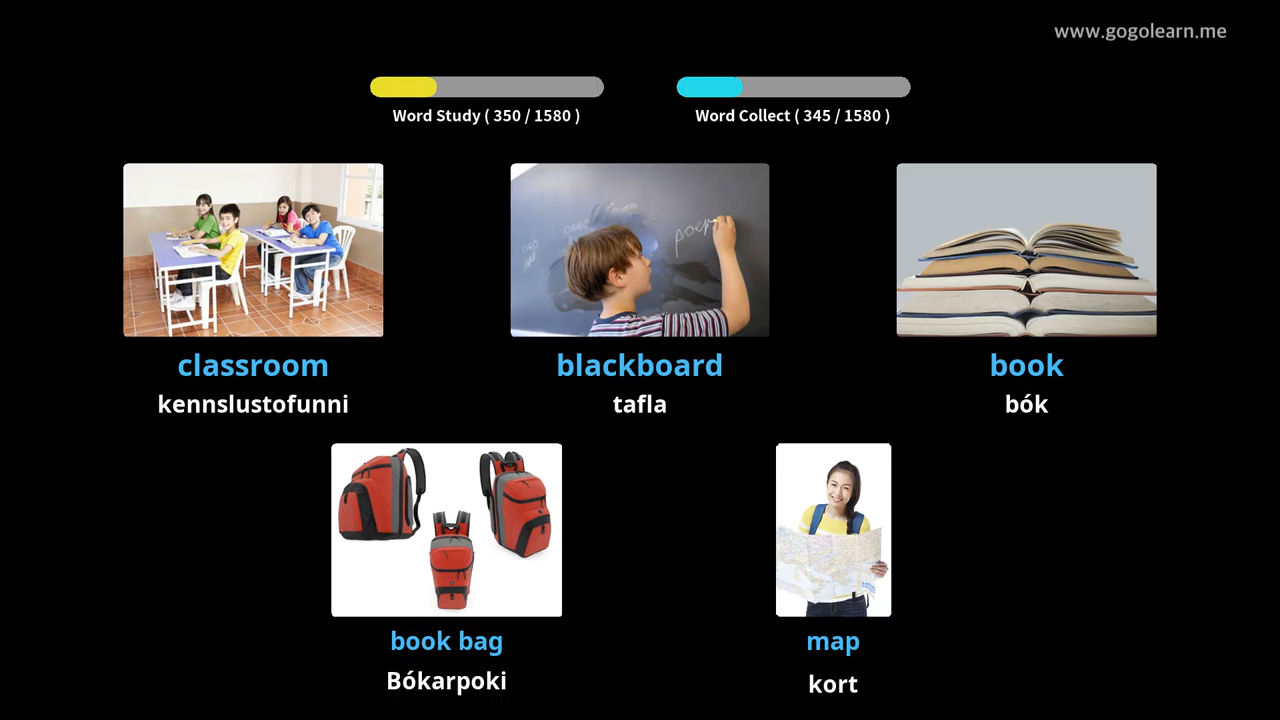 www.gogolearn.me
Word Study ( 350 / 1580 )
Word Collect ( 345 / 1580 )
classroom
kennslustofunni
blackboard
tafla
book
bók
book bag
Bókarpoki
map
kort